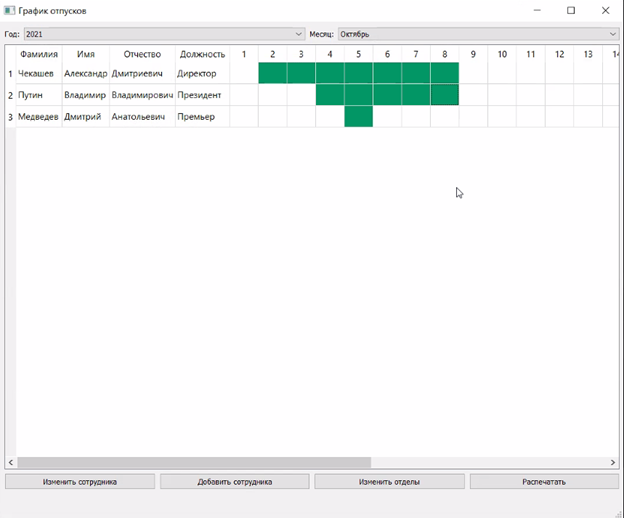 График отпусков
Год: 2021 Месяц: Октябрь
Фамилия Имя Отчество Должность 1 2 3 4 5 6 7 8 9 10 11 12 13 14
1 Чекашев Александр Дмитриевич Директор
2 Путин Владимир Владимирович Президент
3 Медведев Дмитрий Анатольевич Премьер
Изменить сотрудника Добавить сотрудника Изменить отделы Распечатать